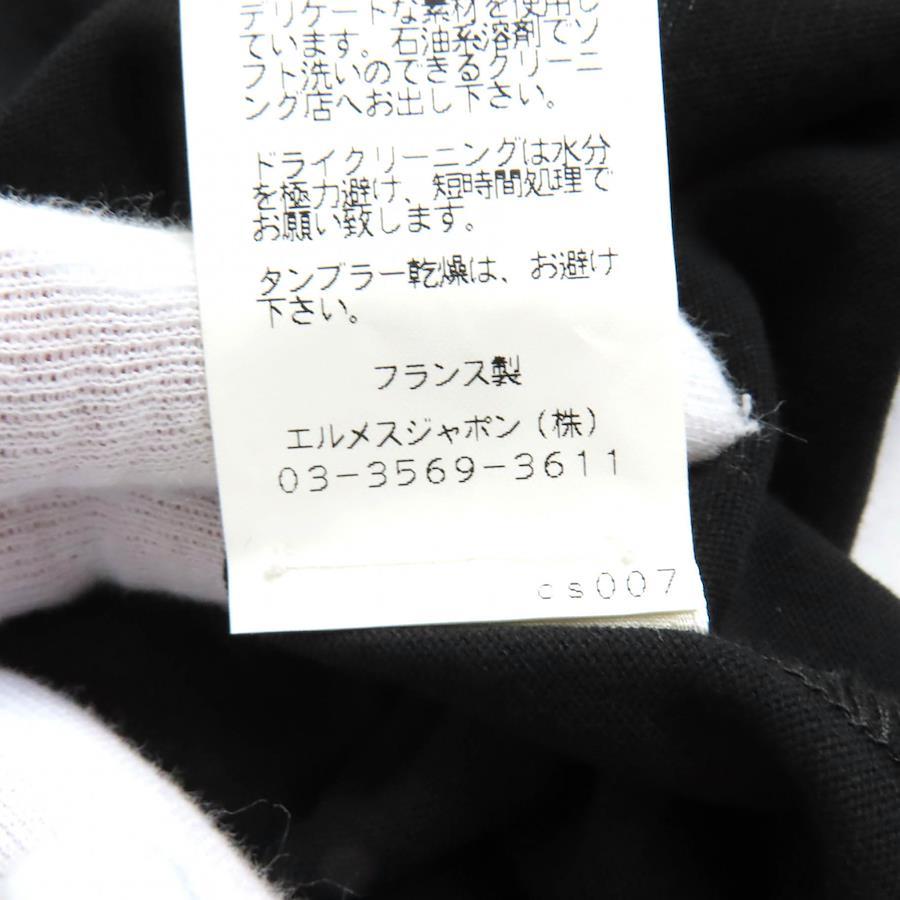 デリケートな素材を使用し
ています。石油系溶剤でソ
フト洗いのできるクリーニ
ング店へお出し下さい。
ドライクリーニングは水分
を極力避け、短時間処理で
お願い致します。
タンブラー乾燥は、お避け
下さい。
フランス製
エルメスジャポン(株)
03-3569-3611
cs007